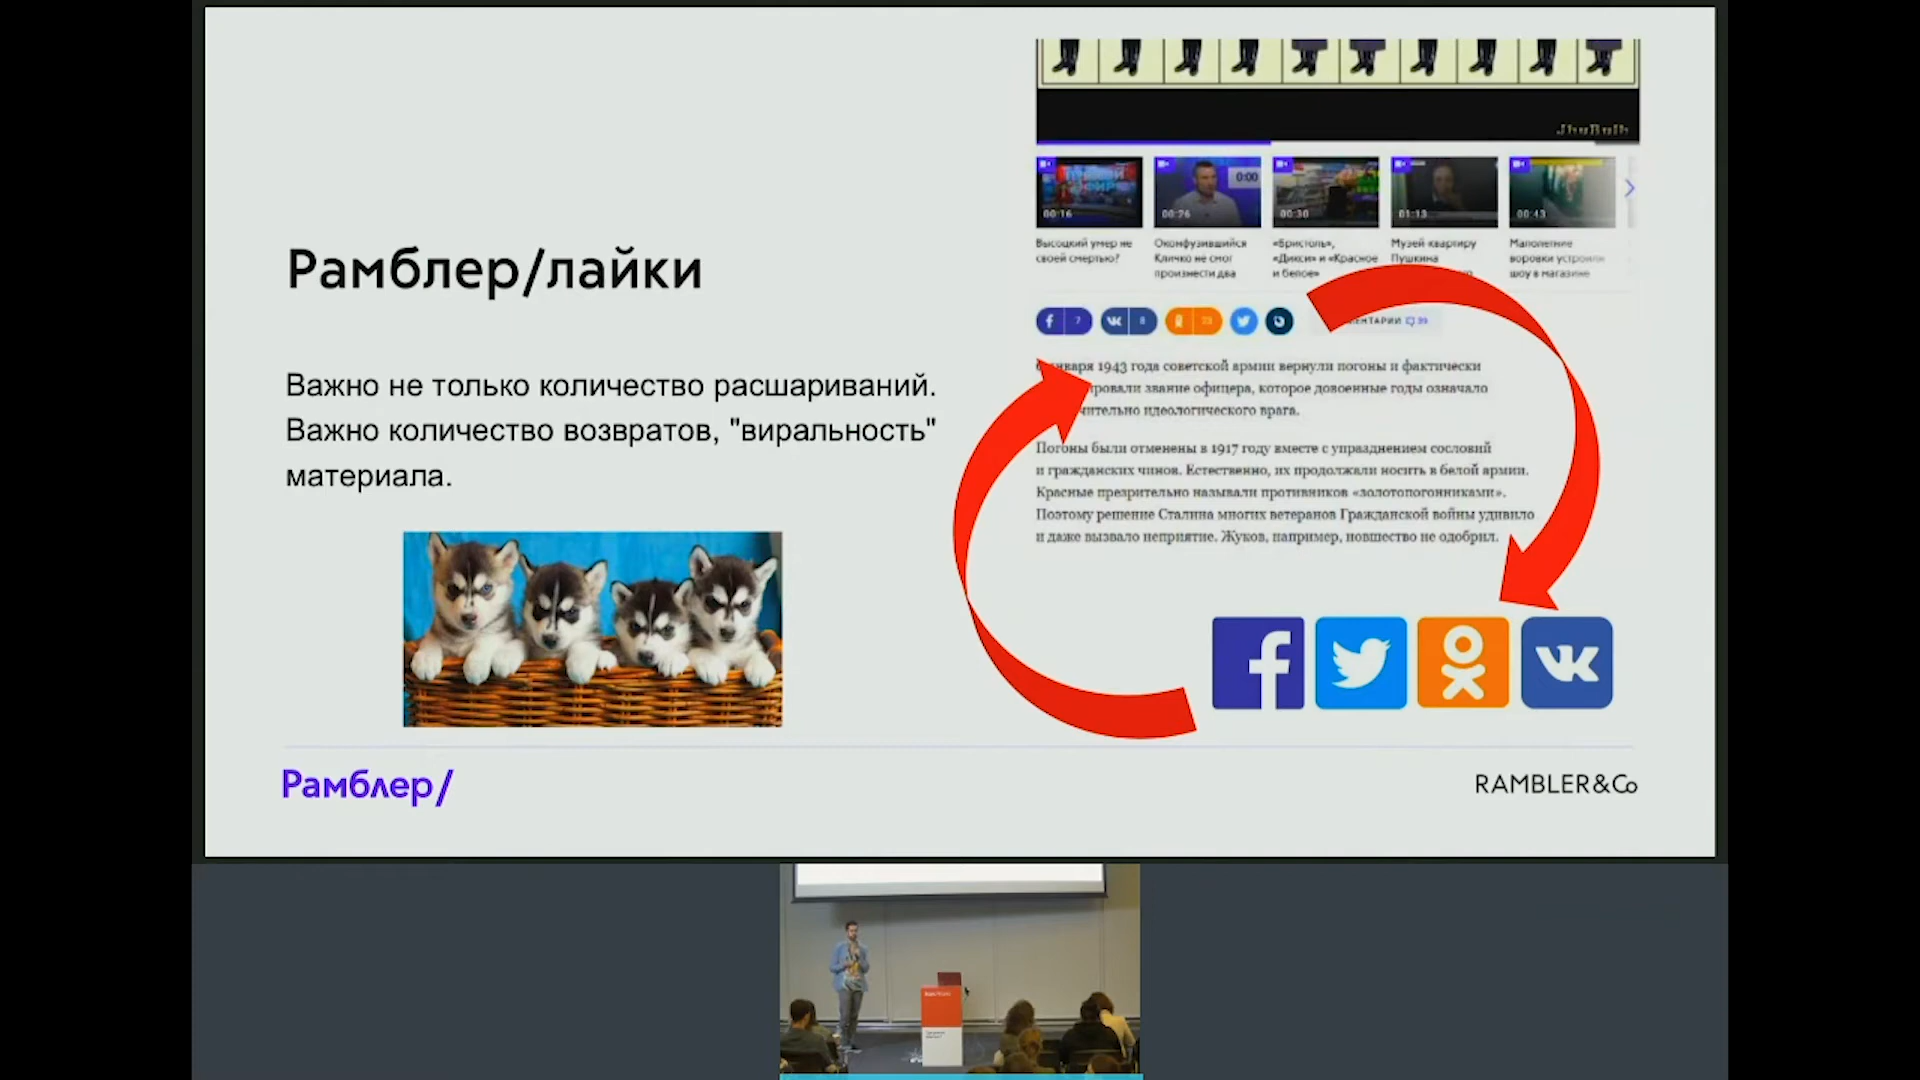 Рамблер/лайки
Важно не только количество расшариваний.
Важно количество возвратов, "виральность"
материала.
00:16
00:26
0:00
00:30
01:13
00:43
Высоцкий умер не
своей смертью?
Оконфузившийся
Кличко не смог
произнести два
«Бристоль»,
«Дикси» и «Красное
и белое»
Музей-квартиру
Пушкина
Малолетние
воровки устроили
шоу в магазине
7
8
39
января 1943 года советской армии вернули погоны и фактически
звание офицера, которое довоенные годы означало
идеологического врага.
Погоны были отменены в 1917 году вместе с упразднением сословий
и гражданских чинов. Естественно, их продолжали носить в белой армии.
Красные презрительно называли противников «золотопогонниками».
Поэтому решение Сталина многих ветеранов Гражданской войны удивило
и даже вызвало неприятие. Жуков, например, новшество не одобрил.
Рамблер/
RAMBLER&Co